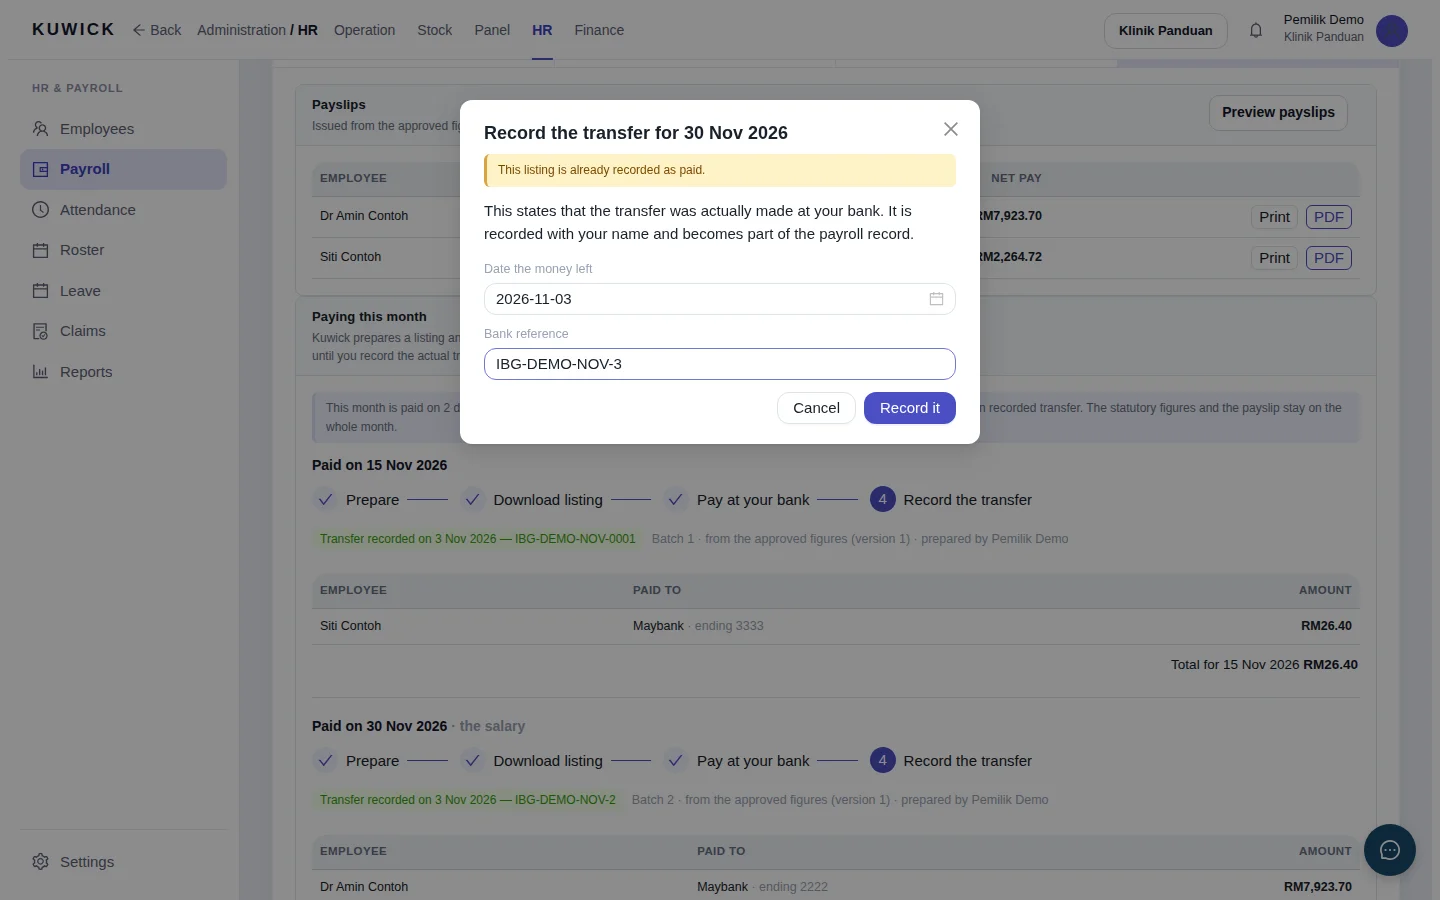 KUWICK
Back
Administration / HR
Operation
Stock
Panel
HR
Finance
Klinik Panduan
Pemilik Demo
Klinik Panduan
HR & PAYROLL
Employees
Payroll
Attendance
Roster
Leave
Claims
Reports
Settings
Payslips
Issued from the approved fig
Preview payslips
EMPLOYEE
NET PAY
Dr Amin Contoh
RM7,923.70
Print
PDF
Siti Contoh
RM2,264.72
Print
PDF
Record the transfer for 30 Nov 2026
This listing is already recorded as paid.
This states that the transfer was actually made at your bank. It is
recorded with your name and becomes part of the payroll record.
Date the money left
2026-11-03
Bank reference
IBG-DEMO-NOV-3
Cancel
Record it
Paying this month
Kuwick prepares a listing an
until you record the actual tr
This month is paid on 2 d
n recorded transfer. The statutory figures and the payslip stay on the
whole month.
Paid on 15 Nov 2026
Prepare
Download listing
Pay at your bank
4
Record the transfer
Transfer recorded on 3 Nov 2026 — IBG-DEMO-NOV-0001
Batch 1 · from the approved figures (version 1) · prepared by Pemilik Demo
EMPLOYEE
PAID TO
AMOUNT
Siti Contoh
Maybank · ending 3333
RM26.40
Total for 15 Nov 2026 RM26.40
Paid on 30 Nov 2026 · the salary
Prepare
Download listing
Pay at your bank
4
Record the transfer
Transfer recorded on 3 Nov 2026 — IBG-DEMO-NOV-2
Batch 2 · from the approved figures (version 1) · prepared by Pemilik Demo
EMPLOYEE
PAID TO
AMOUNT
Dr Amin Contoh
Maybank · ending 2222
RM7,923.70